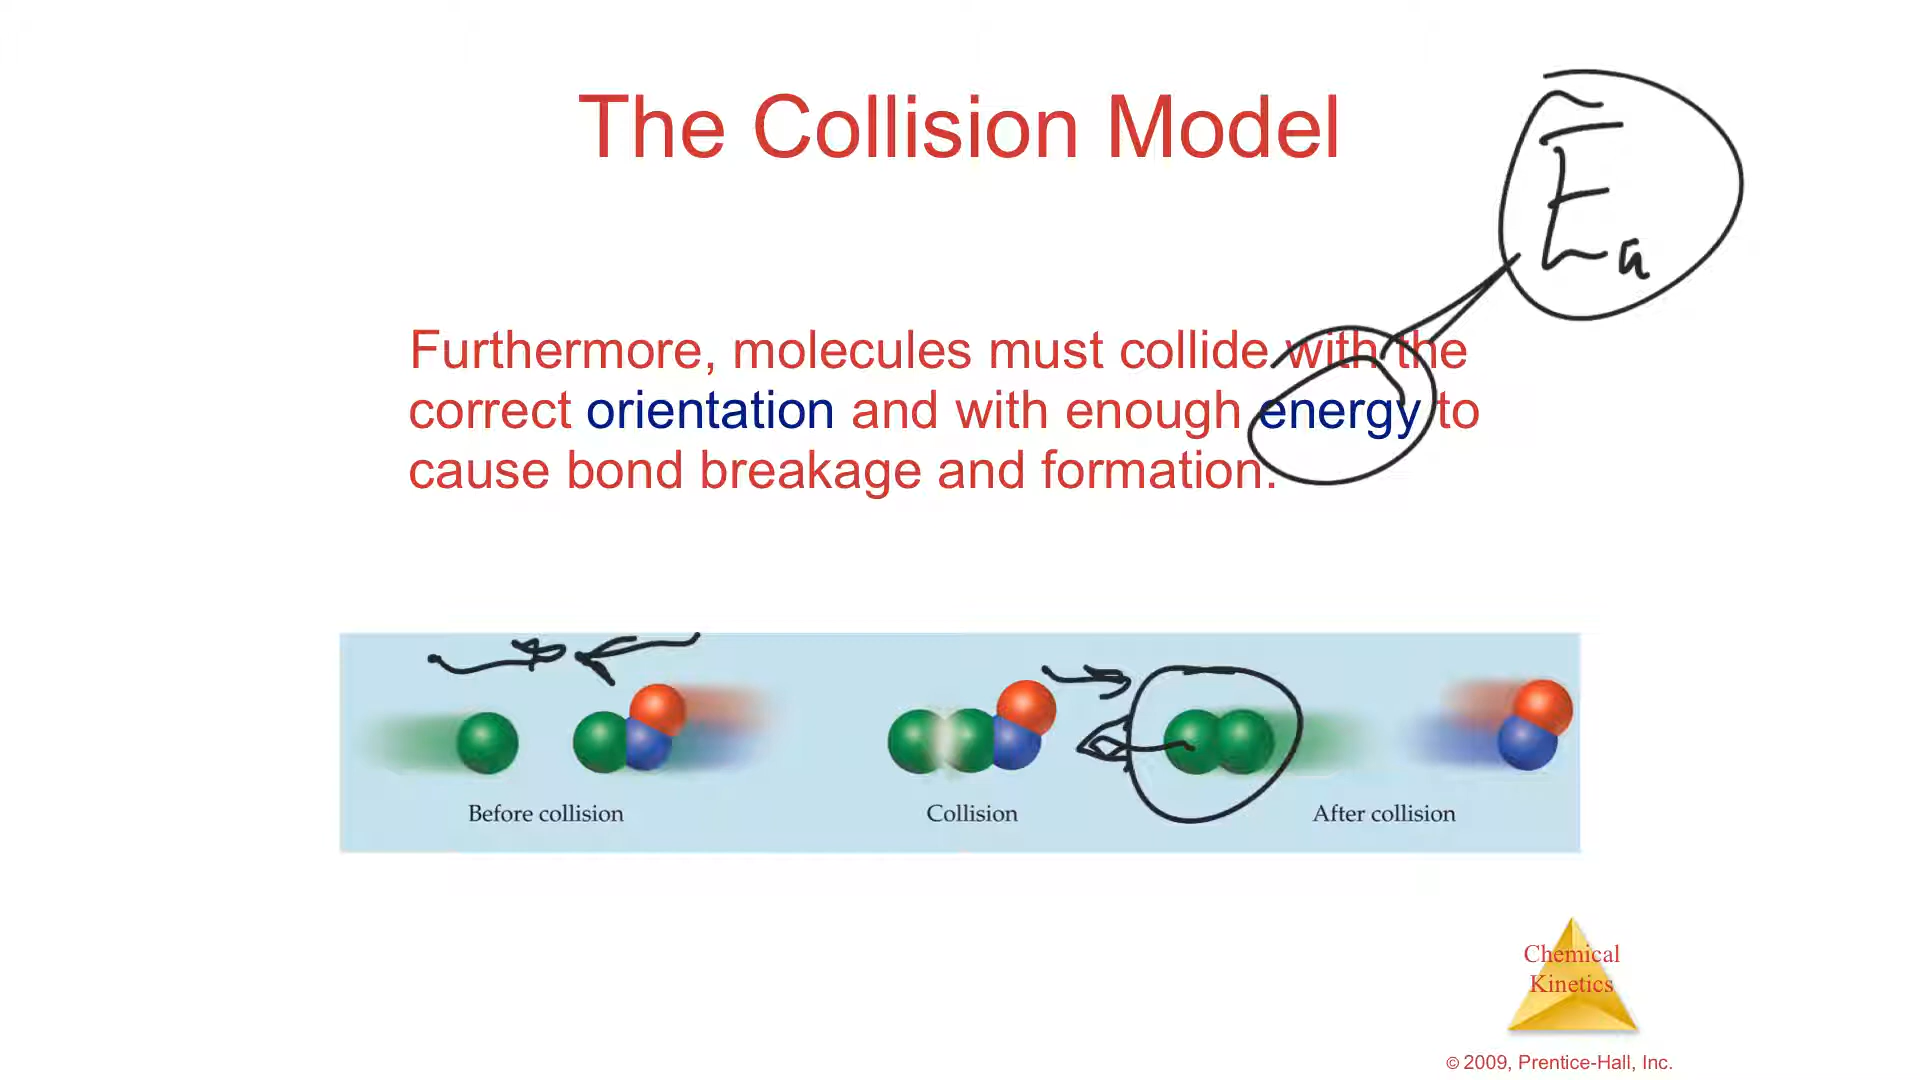 The Collision Model
Ea
Furthermore, molecules must collide with the
correct orientation and with enough energy to
cause bond breakage and formation.
Before collision
Collision
After collision
Chemical
Kinetics
© 2009, Prentice-Hall, Inc.